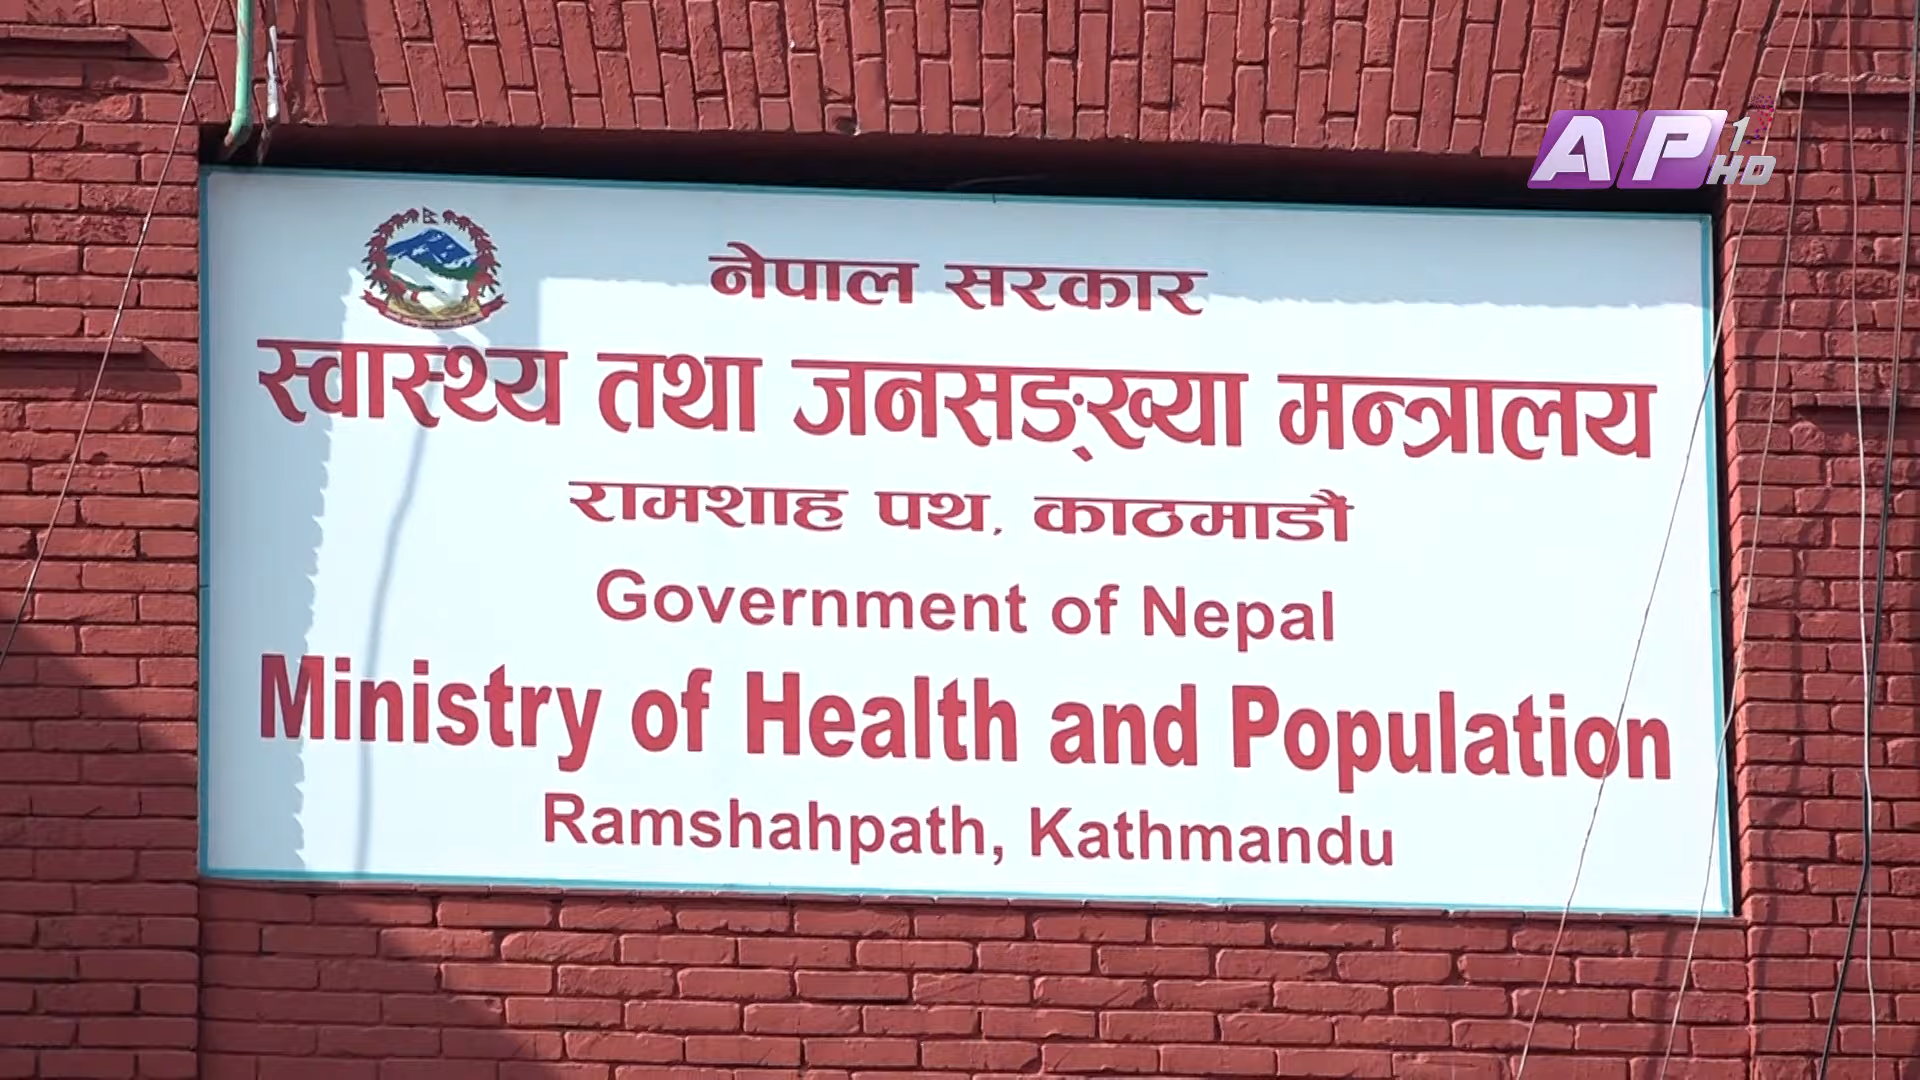 AP1 HD
नेपाल सरकार
स्वास्थ्य तथा जनसङ्ख्या मन्त्रालय
रामशाह पथ, काठमाडौं
Government of Nepal
Ministry of Health and Population
Ramshahpath, Kathmandu